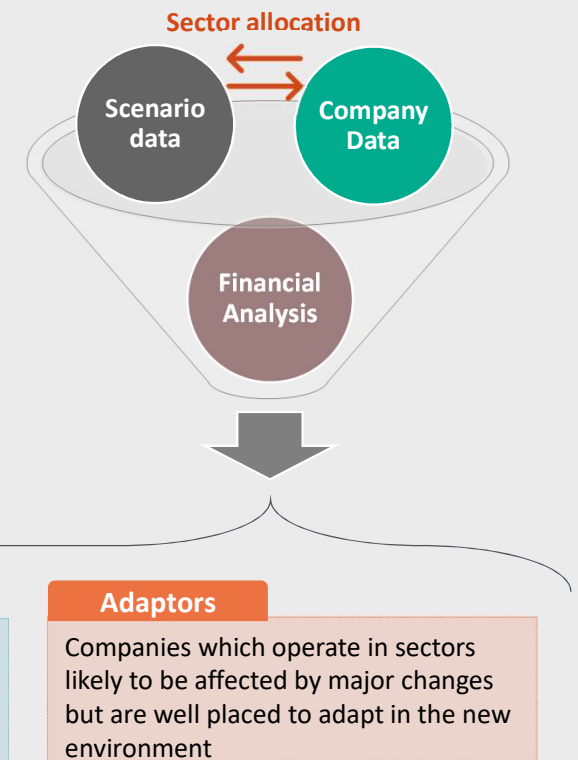 Sector allocation
Scenario
data
Company
Data
Financial
Analysis
Adaptors
Companies which operate in sectors
likely to be affected by major changes
but are well placed to adapt in the new
environment